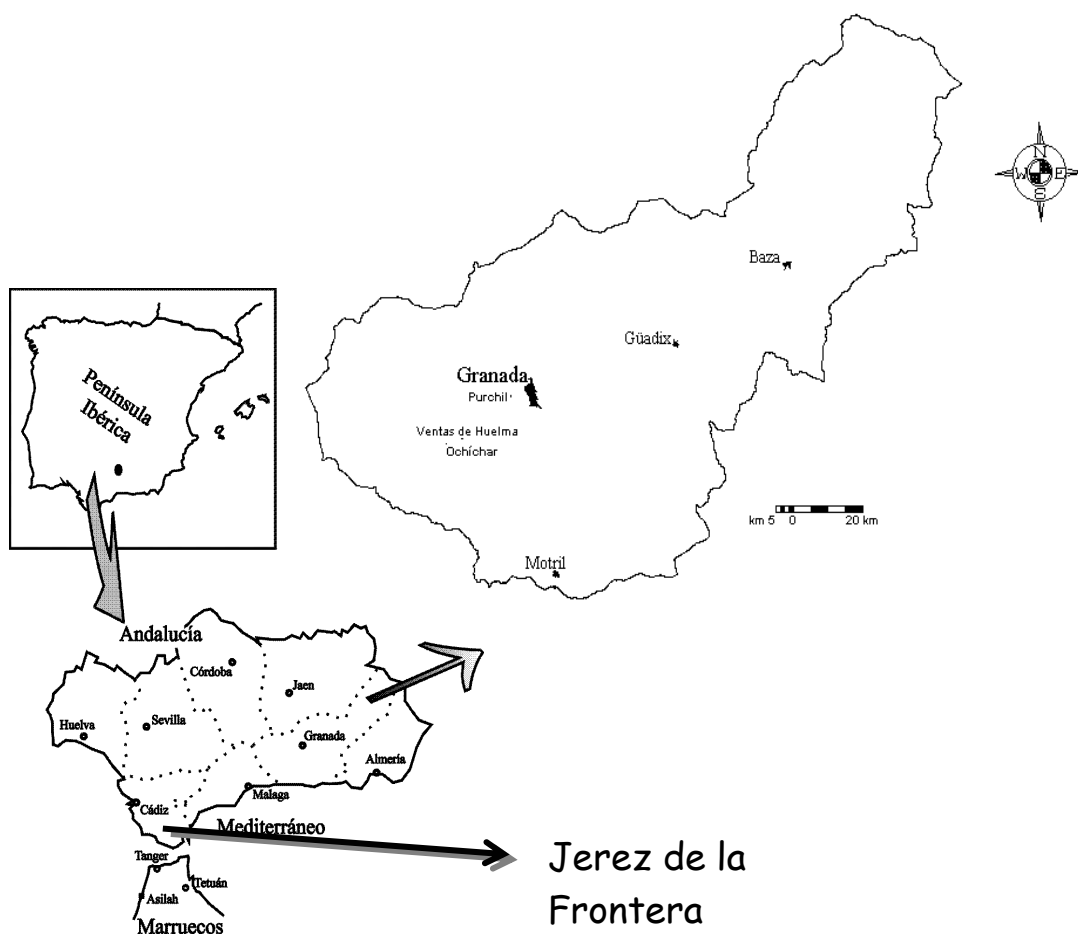 N
W E
S
Baza
Güadix
Granada
Purchil
Ventas de Huelma
Ochíchar
km 5 0 20 km
Motril
Península
Ibérica
Andalucía
Córdoba
Jaen
Huelva
Sevilla
Granada
Almería
Malaga
Cádiz
Mediterráneo
Tanger
Tetuán
Asilah
Marruecos
Jerez de la
Frontera